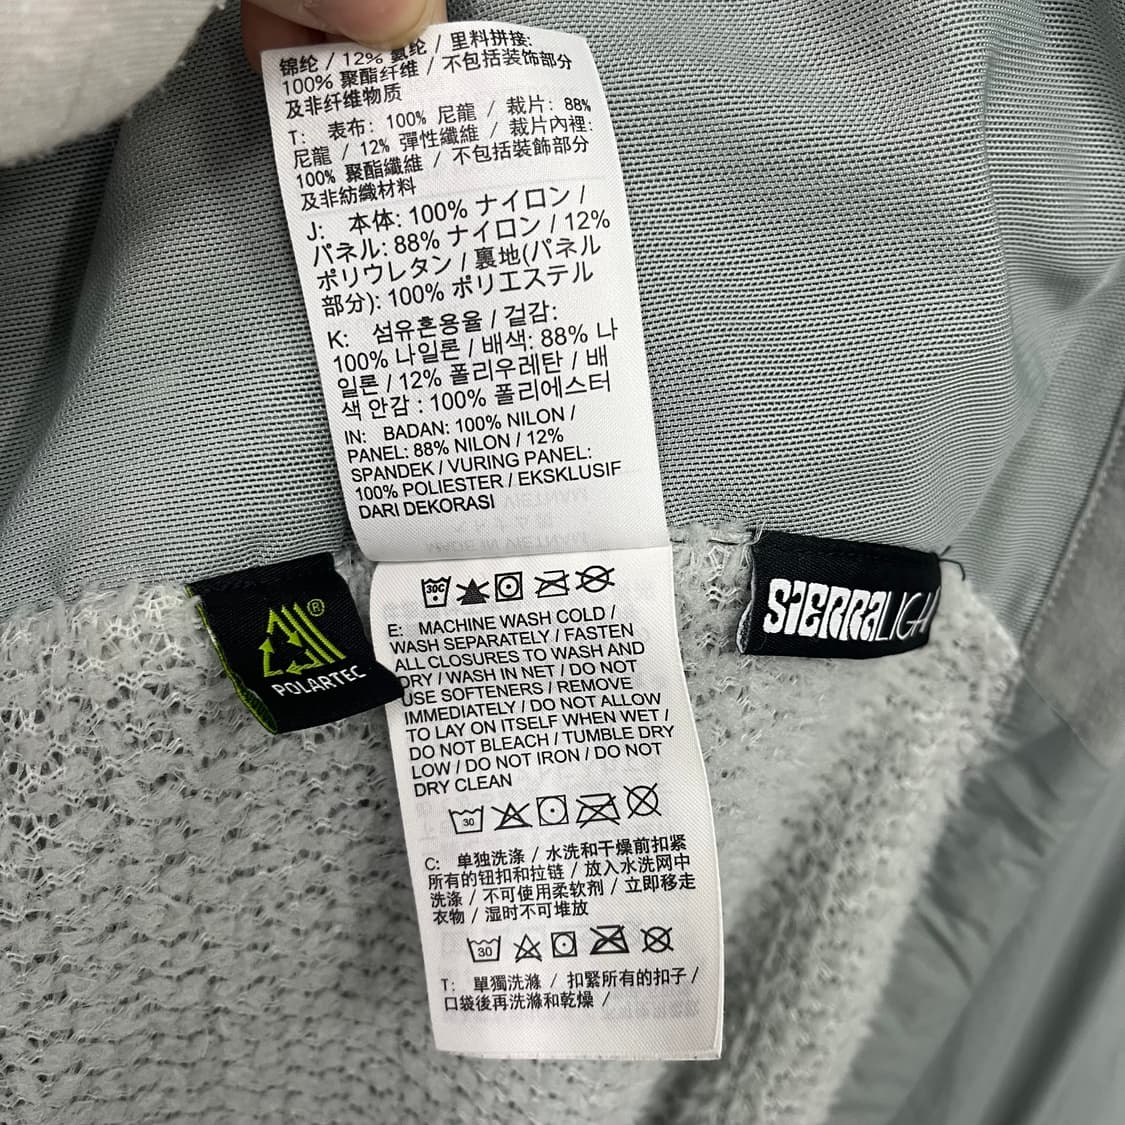 锦纶 / 12% 氨纶 / 里料拼接:
100% 聚酯纤维 / 不包括装饰部分
及非纤维物质
T: 表布: 100% 尼龍 / 裁片: 88%
尼龍 / 12% 彈性纖維 / 裁片內裡:
100% 聚酯纖維 / 不包括裝飾部分
及非紡織材料
J: 本体: 100% ナイロン /
パネル: 88% ナイロン / 12%
ポリウレタン / 裏地(パネル
部分): 100% ポリエステル
K: 섬유혼용율 / 겉감:
100% 나일론 / 배색: 88% 나
일론 / 12% 폴리우레탄 / 배
색 안감 : 100% 폴리에스터
IN: BADAN: 100% NILON /
PANEL: 88% NILON / 12%
SPANDEK / VURING PANEL:
100% POLIESTER / EKSKLUSIF
DARI DEKORASI
30C
E: MACHINE WASH COLD /
WASH SEPARATELY / FASTEN
ALL CLOSURES TO WASH AND
DRY / WASH IN NET / DO NOT
USE SOFTENERS / REMOVE
IMMEDIATELY / DO NOT ALLOW
TO LAY ON ITSELF WHEN WET /
DO NOT BLEACH / TUMBLE DRY
LOW / DO NOT IRON / DO NOT
DRY CLEAN
30
C: 单独洗涤 / 水洗和干燥前扣紧
所有的钮扣和拉链 / 放入水洗网中
洗涤 / 不可使用柔软剂 / 立即移走
衣物 / 湿时不可堆放
30
T: 單獨洗滌 / 扣緊所有的扣子 /
口袋後再洗滌和乾燥 /
®
POLARTEC
SIERRALIGH